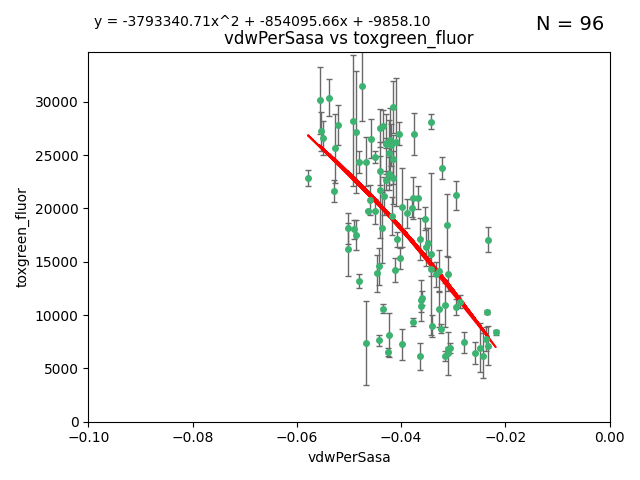 y = -3793340.71x^2 + -854095.66x + -9858.10
N = 96
vdwPerSasa vs toxgreen_fluor
toxgreen_fluor
30000
25000
20000
15000
10000
5000
0
−0.10
−0.08
−0.06
−0.04
−0.02
0.00
vdwPerSasa